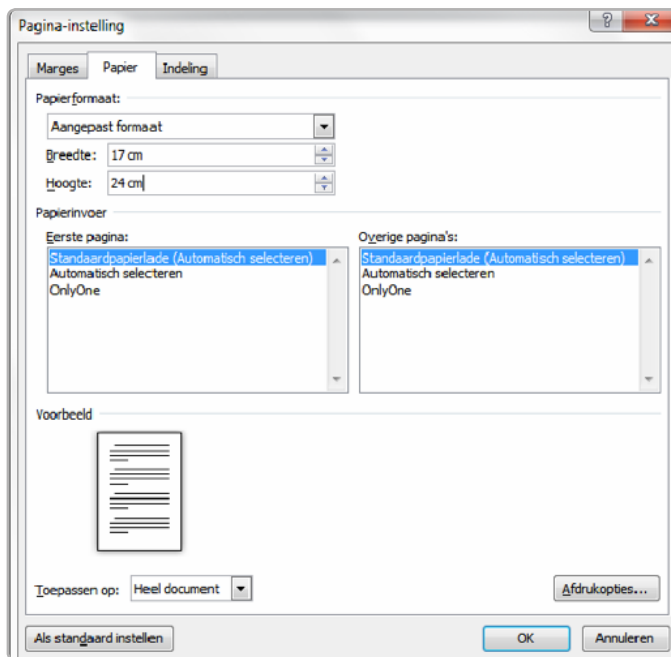 Pagina-instelling
Marges Papier Indeling
Papierformaat:
Aangepast formaat
Breedte: 17 cm
Hoogte: 24 cm
Papierinvoer
Eerste pagina:
Standaardpapierlade (Automatisch selecteren)
Automatisch selecteren
OnlyOne
Overige pagina's:
Standaardpapierlade (Automatisch selecteren)
Automatisch selecteren
OnlyOne
Voorbeeld
Toepassen op: Heel document
Afdrukopties...
Als standaard instellen OK Annuleren